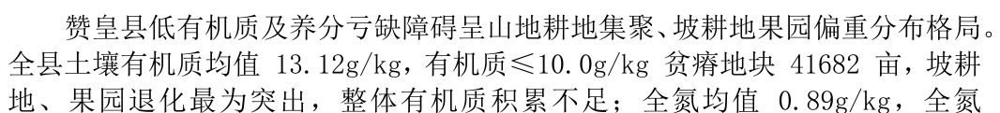 赞皇县低有机质及养分亏缺障碍呈山地耕地集聚、坡耕地果园偏重分布格局。
全县土壤有机质均值 13.12g/kg，有机质≤10.0g/kg 贫瘠地块 41682 亩，坡耕
地、果园退化最为突出，整体有机质积累不足；全氮均值 0.89g/kg，全氮